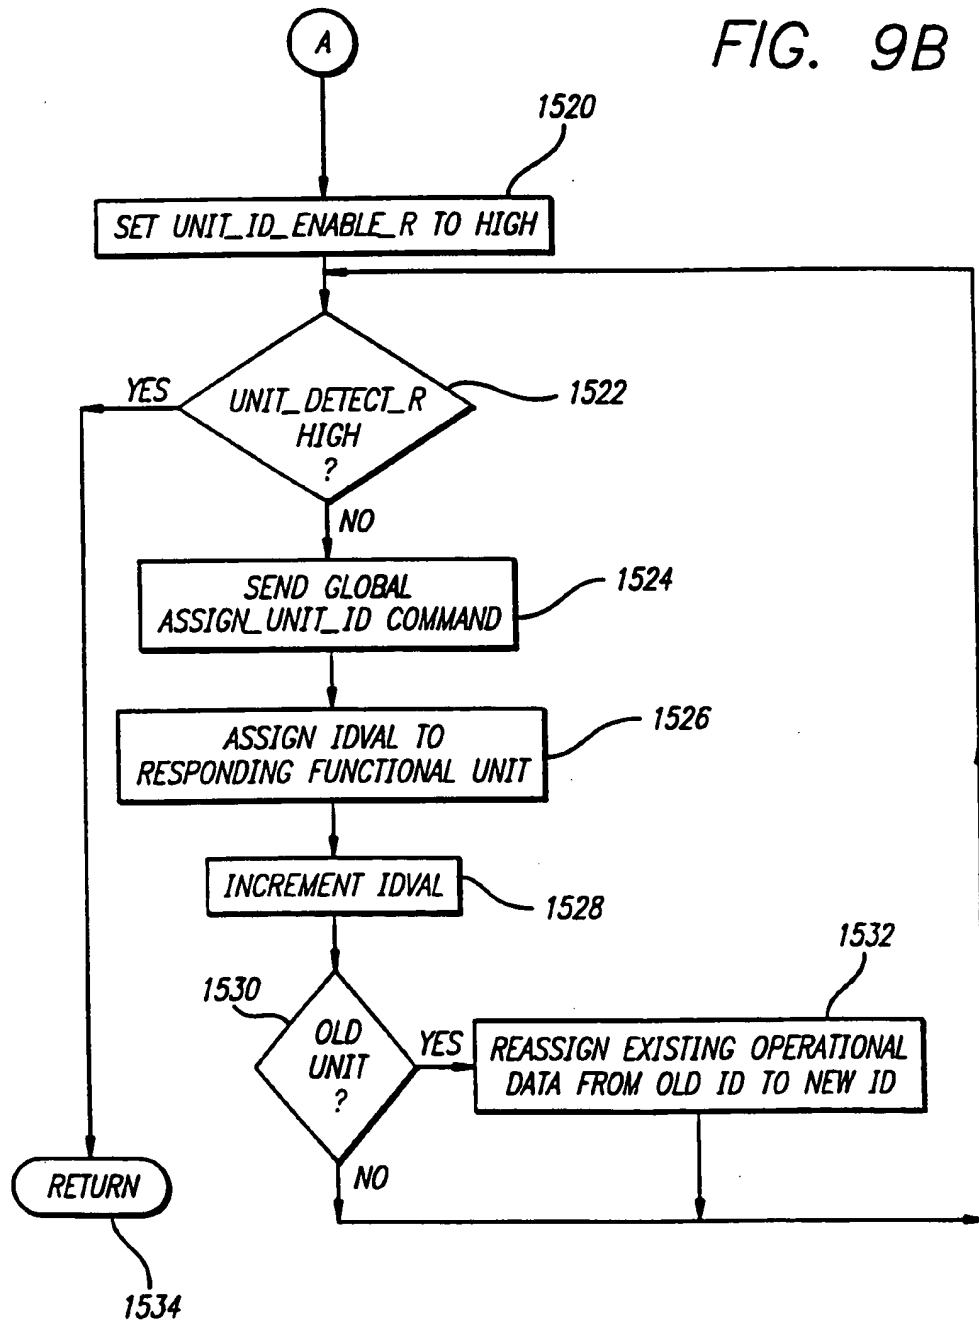 A
FIG. 9B
1520
SET UNIT_ID_ENABLE_R TO HIGH
YES
UNIT_DETECT_R
HIGH
?
1522
NO
SEND GLOBAL
ASSIGN_UNIT_ID COMMAND
1524
ASSIGN IDVAL TO
RESPONDING FUNCTIONAL UNIT
1526
INCREMENT IDVAL
1528
1530
OLD
UNIT
?
YES
1532
REASSIGN EXISTING OPERATIONAL
DATA FROM OLD ID TO NEW ID
NO
RETURN
1534